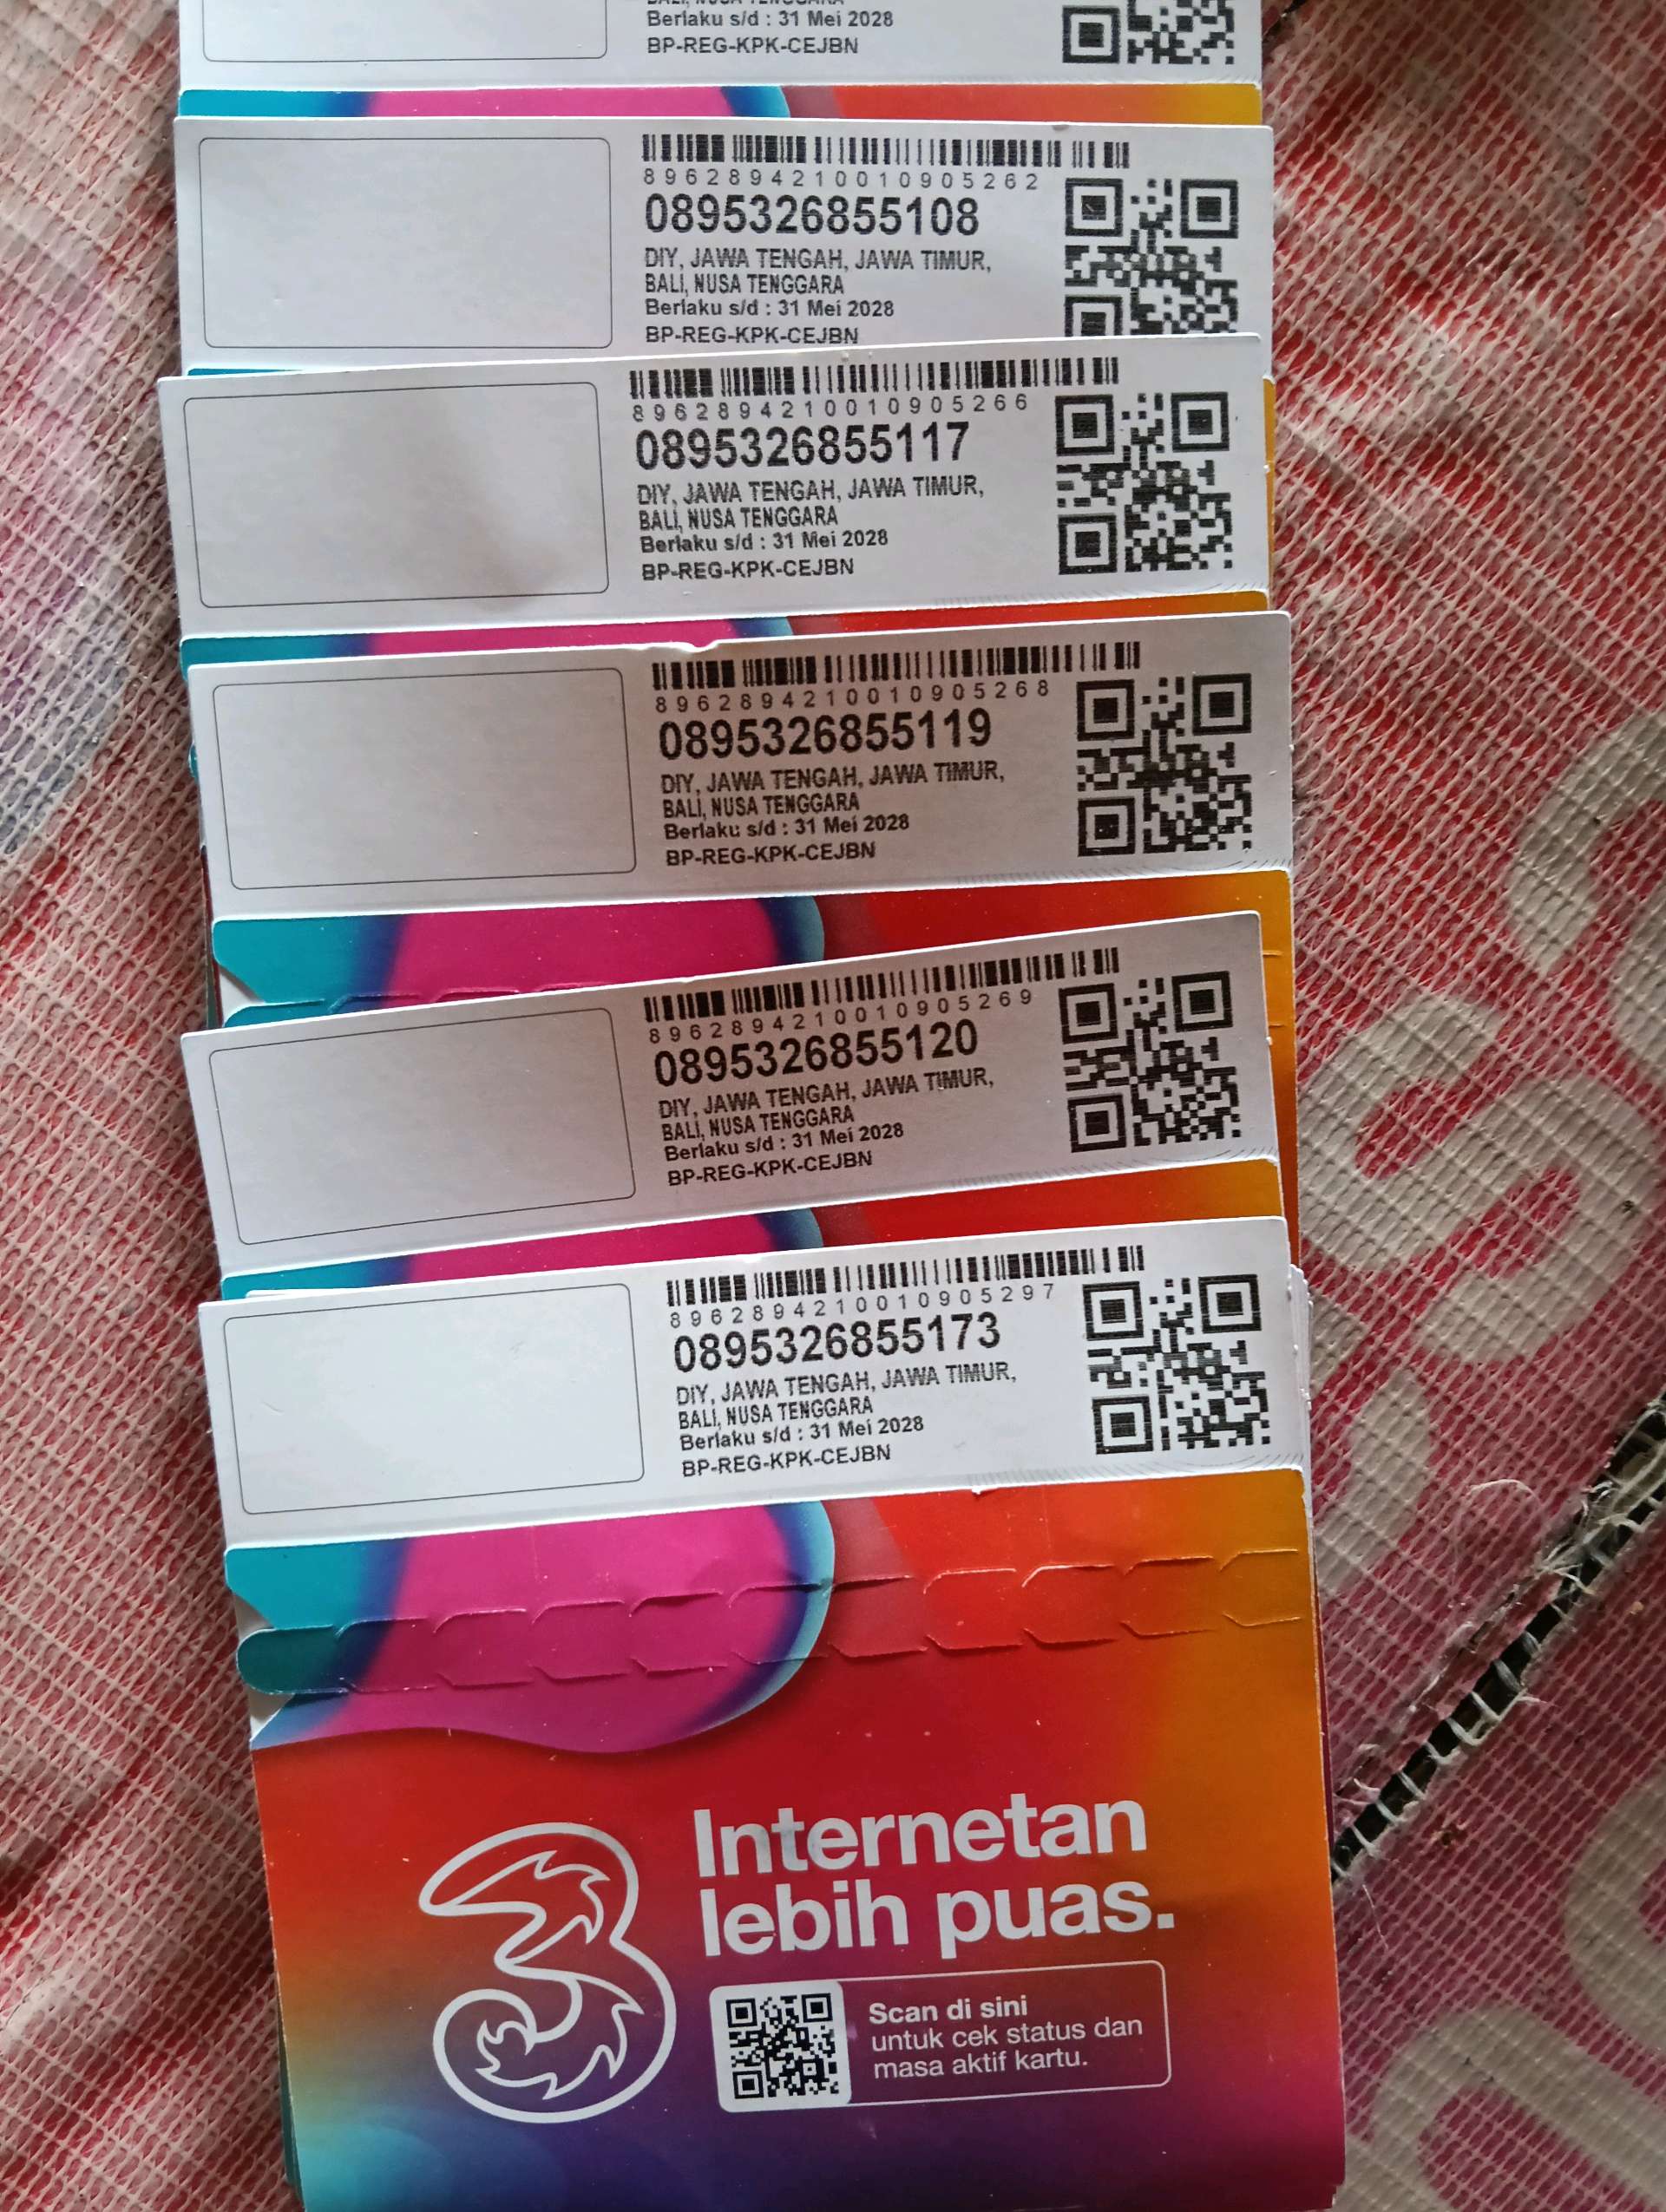 Berlaku s/d : 31 Mei 2028
BP-REG-KPK-CEJBN
8962894210010905262
0895326855108
DIY, JAWA TENGAH, JAWA TIMUR,
BALI, NUSA TENGGARA
Berlaku s/d : 31 Mei 2028
BP-REG-KPK-CEJBN
8962894210010905266
0895326855117
DIY, JAWA TENGAH, JAWA TIMUR,
BALI, NUSA TENGGARA
Berlaku s/d : 31 Mei 2028
BP-REG-KPK-CEJBN
8962894210010905268
0895326855119
DIY, JAWA TENGAH, JAWA TIMUR,
BALI, NUSA TENGGARA
Berlaku s/d : 31 Mei 2028
BP-REG-KPK-CEJBN
8962894210010905269
0895326855120
DIY, JAWA TENGAH, JAWA TIMUR,
BALI, NUSA TENGGARA
Berlaku s/d : 31 Mei 2028
BP-REG-KPK-CEJBN
8962894210010905297
0895326855173
DIY, JAWA TENGAH, JAWA TIMUR,
BALI, NUSA TENGGARA
Berlaku s/d : 31 Mei 2028
BP-REG-KPK-CEJBN
3
Internetan
lebih puas.
Scan di sini
untuk cek status dan
masa aktif kartu.